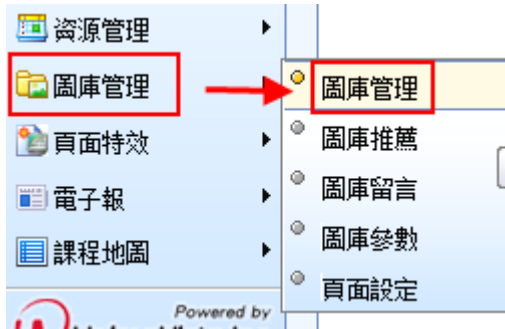 資源管理
圖庫管理
頁面特效
電子報
課程地圖
Powered by
圖庫管理
圖庫推薦
圖庫留言
圖庫參數
頁面設定